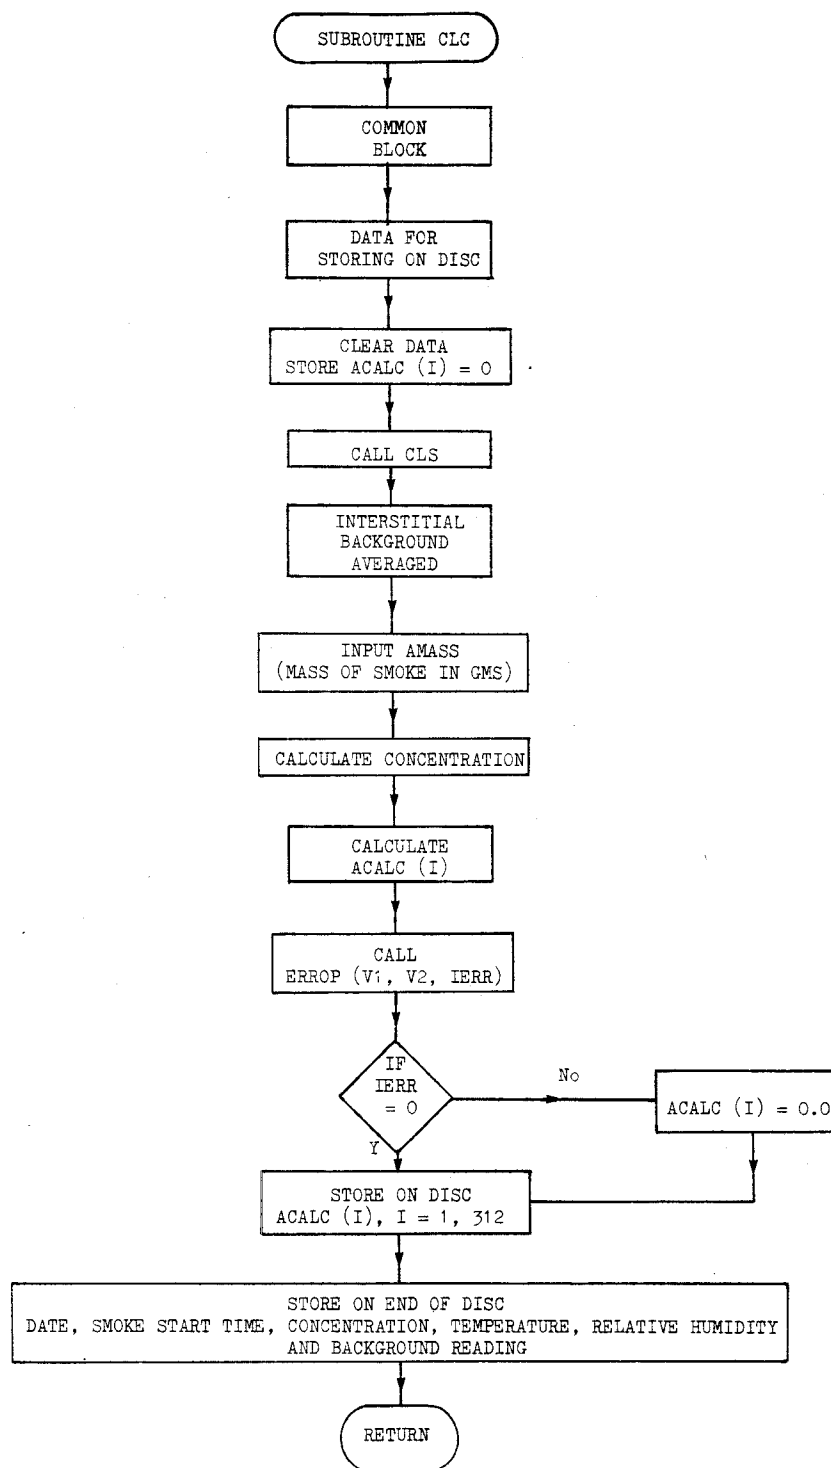 SUBROUTINE CLC
COMMON
BLOCK
DATA FOR
STORING ON DISC
CLEAR DATA
STORE ACALC (I) = 0
CALL CLS
INTERSTITIAL
BACKGROUND
AVERAGED
INPUT AMASS
(MASS OF SMOKE IN GMS)
CALCULATE CONCENTRATION
CALCULATE
ACALC (I)
CALL
ERROP (V1, V2, IERR)
IF
IERR
= 0
No
ACALC (I) = 0.0
Y
STORE ON DISC
ACALC (I), I = 1, 312
STORE ON END OF DISC
DATE, SMOKE START TIME, CONCENTRATION, TEMPERATURE, RELATIVE HUMIDITY
AND BACKGROUND READING
RETURN